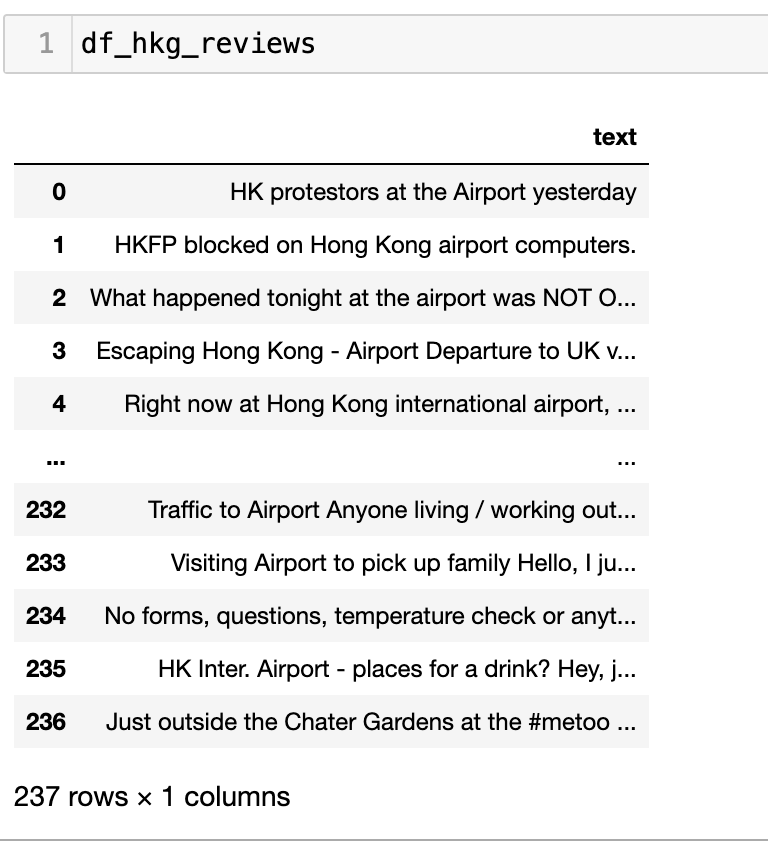 1 df_hkg_reviews
text
0 HK protestors at the Airport yesterday
1 HKFP blocked on Hong Kong airport computers.
2 What happened tonight at the airport was NOT O...
3 Escaping Hong Kong - Airport Departure to UK v...
4 Right now at Hong Kong international airport, ...
... ...
232 Traffic to Airport Anyone living / working out...
233 Visiting Airport to pick up family Hello, I ju...
234 No forms, questions, temperature check or anyt...
235 HK Inter. Airport - places for a drink? Hey, j...
236 Just outside the Chater Gardens at the #metoo ...
237 rows × 1 columns